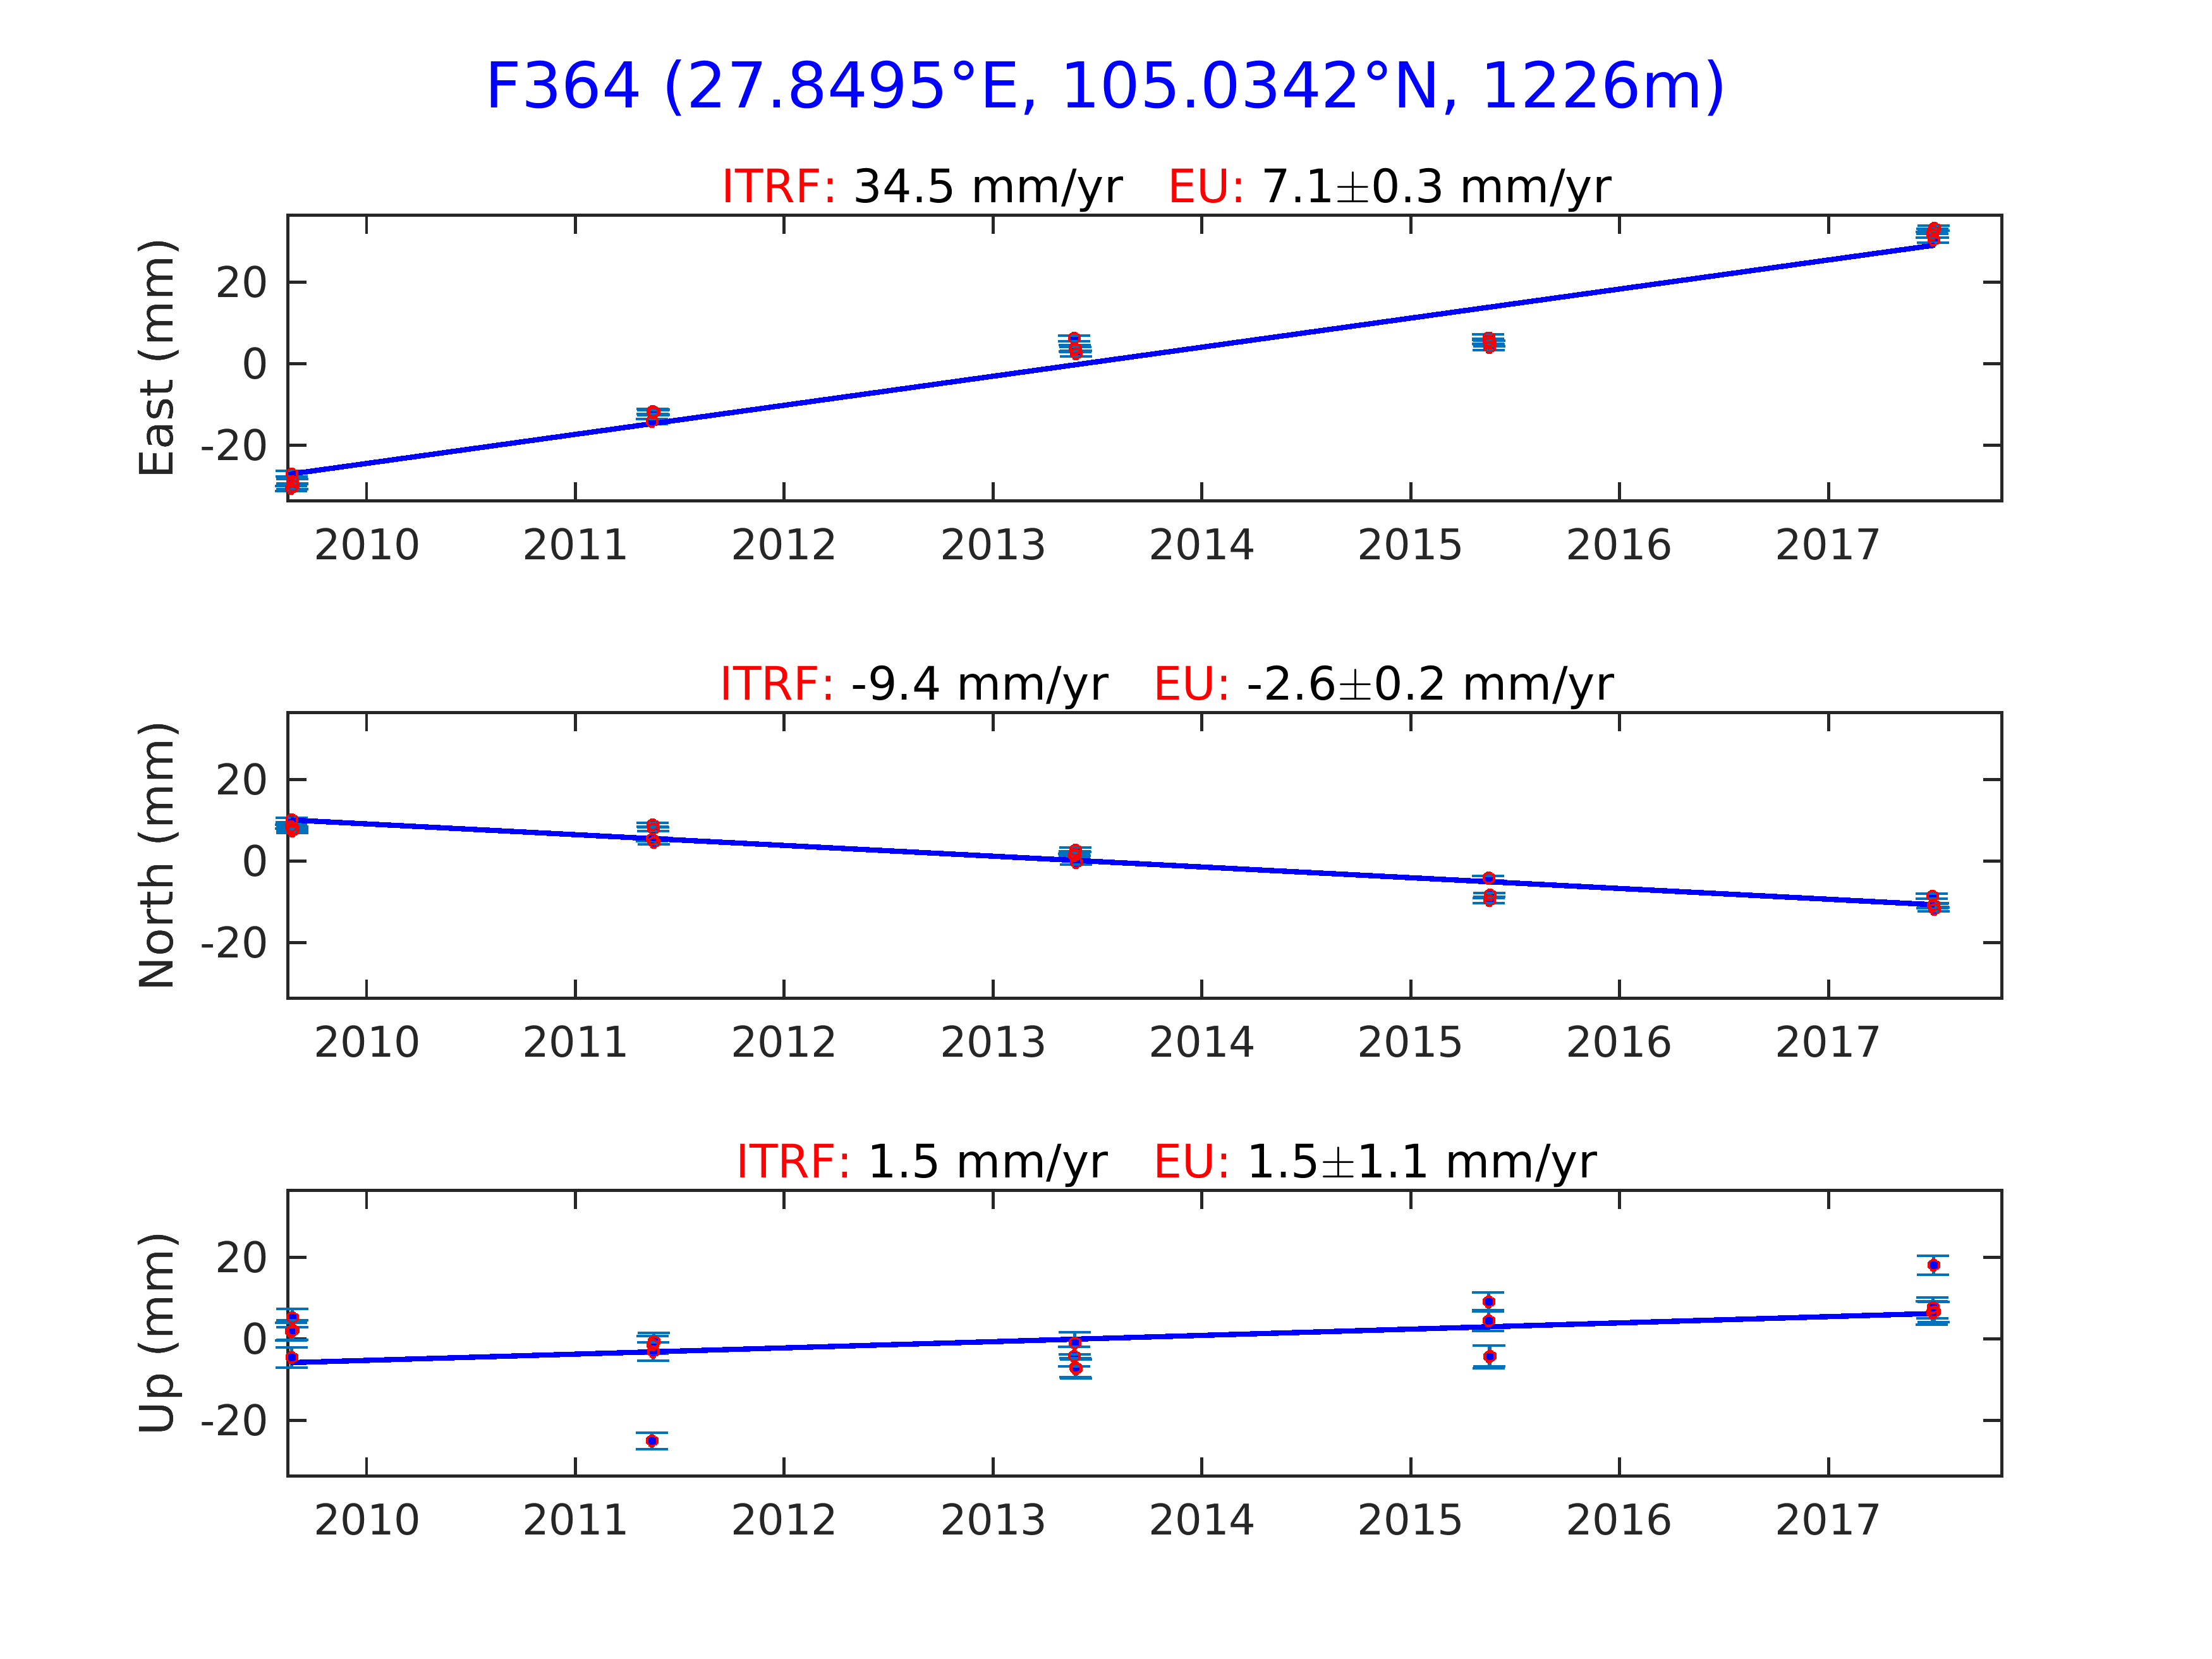 F364 (27.8495°E, 105.0342°N, 1226m)
ITRF: 34.5 mm/yr EU: 7.1±0.3 mm/yr
East (mm)
20
0
-20
2010 2011 2012 2013 2014 2015 2016 2017
ITRF: -9.4 mm/yr EU: -2.6±0.2 mm/yr
North (mm)
20
0
-20
2010 2011 2012 2013 2014 2015 2016 2017
ITRF: 1.5 mm/yr EU: 1.5±1.1 mm/yr
Up (mm)
20
0
-20
2010 2011 2012 2013 2014 2015 2016 2017